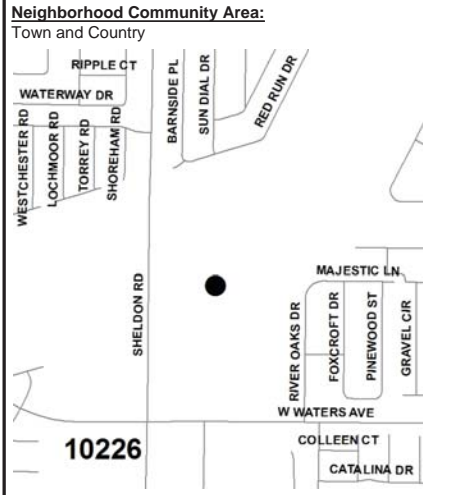 Neighborhood Community Area:
Town and Country
RIPPLE CT
WATERWAY DR
WESTCHESTER RD
LOCHMOOR RD
TORREY RD
SHOREHAM RD
BARNSIDE PL
SUN DIAL DR
RED RUN DR
SHELDON RD
MAJESTIC LN
RIVER OAKS DR
FOXCROFT DR
PINEWOOD ST
GRAVEL CIR
W WATERS AVE
10226
COLLEEN CT
CATALINA DR